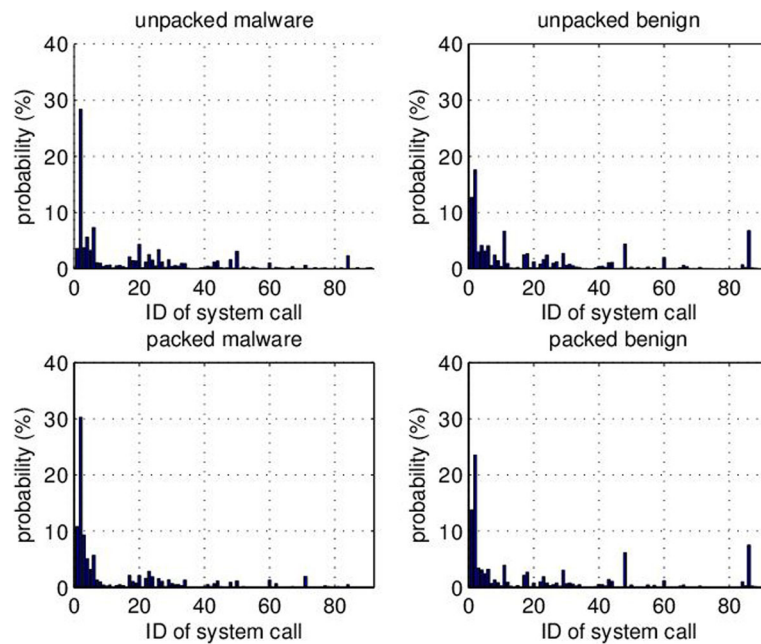 unpacked malware
40
30
20
10
0
probability (%)
0 20 40 60 80
ID of system call
unpacked benign
40
30
20
10
0
probability (%)
0 20 40 60 80
ID of system call
packed malware
40
30
20
10
0
probability (%)
0 20 40 60 80
ID of system call
packed benign
40
30
20
10
0
probability (%)
0 20 40 60 80
ID of system call